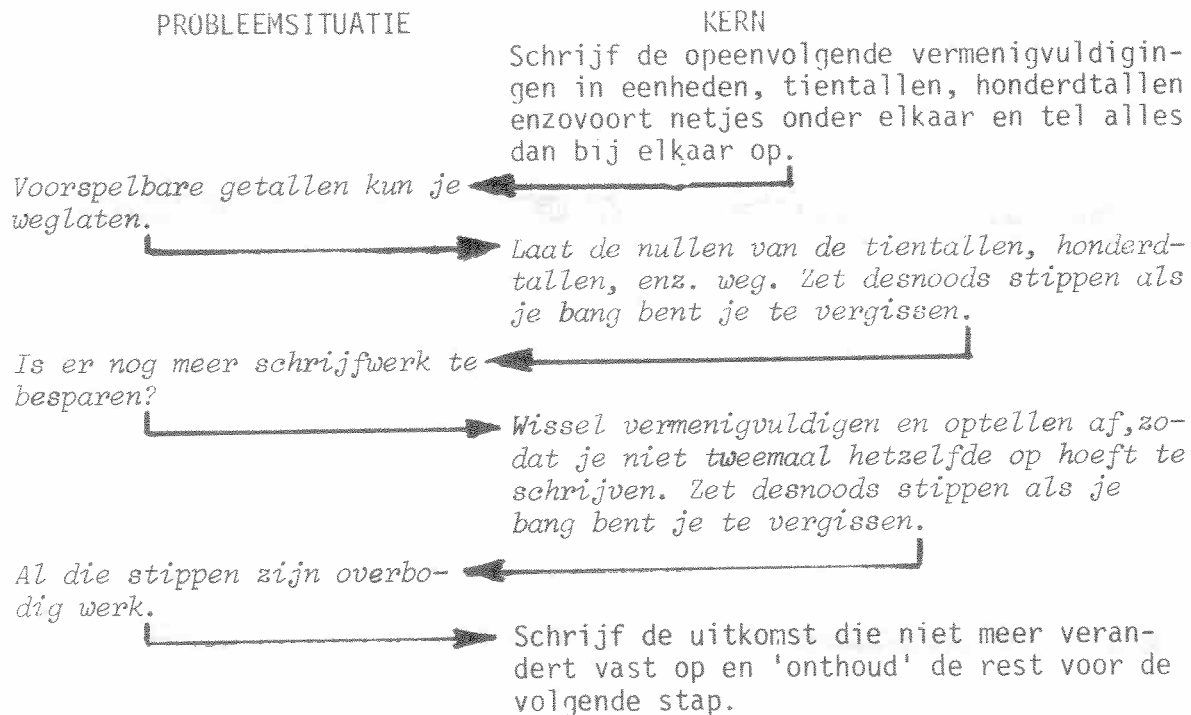 PROBLEEMSITUATIE KERN
Schrijf de opeenvolgende vermenigvuldigin-
gen in eenheden, tientallen, honderdtallen
enzovoort netjes onder elkaar en tel alles
dan bij elkaar op.
Voorspelbare getallen kun je
weglaten.
Laat de nullen van de tientallen, honderd-
tallen, enz. weg. Zet desnoods stippen als
je bang bent je te vergissen.
Is er nog meer schrijfwerk te
besparen?
Wissel vermenigvuldigen en optellen af,zo-
dat je niet tweemaal hetzelfde op hoeft te
schrijven. Zet desnoods stippen als je
bang bent je te vergissen.
Al die stippen zijn overbo-
dig werk.
Schrijf de uitkomst die niet meer veran-
dert vast op en 'onthoud' de rest voor de
volgende stap.